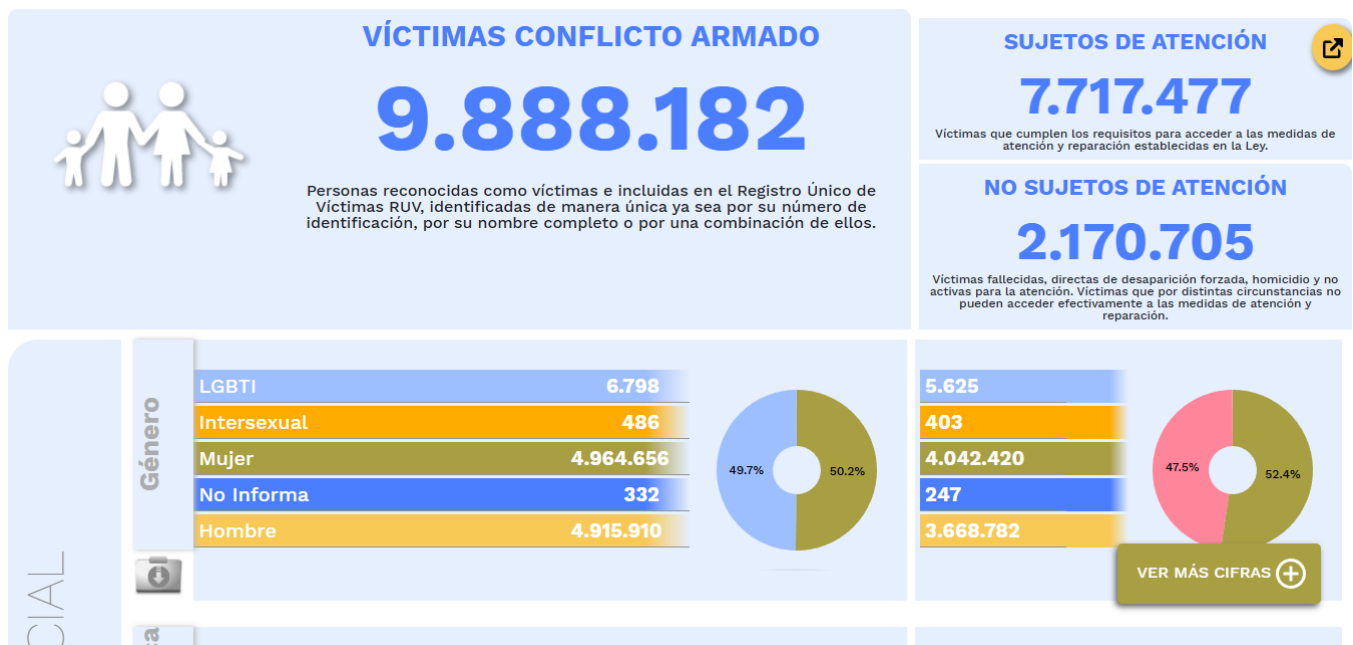 VÍCTIMAS CONFLICTO ARMADO
9.888.182
Personas reconocidas como víctimas e incluidas en el Registro Único de
Víctimas RUV, identificadas de manera única ya sea por su número de
identificación, por su nombre completo o por una combinación de ellos.
SUJETOS DE ATENCIÓN
7.717.477
Víctimas que cumplen los requisitos para acceder a las medidas de
atención y reparación establecidas en la Ley.
NO SUJETOS DE ATENCIÓN
2.170.705
Víctimas fallecidas, directas de desaparición forzada, homicidio y no
activas para la atención. Víctimas que por distintas circunstancias no
pueden acceder efectivamente a las medidas de atención y
reparación.
Género
LGBTI 6.798
Intersexual 486
Mujer 4.964.656
No Informa 332
Hombre 4.915.910
49.7% 50.2%
5.625
403
4.042.420
247
3.668.782
47.5% 52.4%
VER MÁS CIFRAS
CIAL
ca